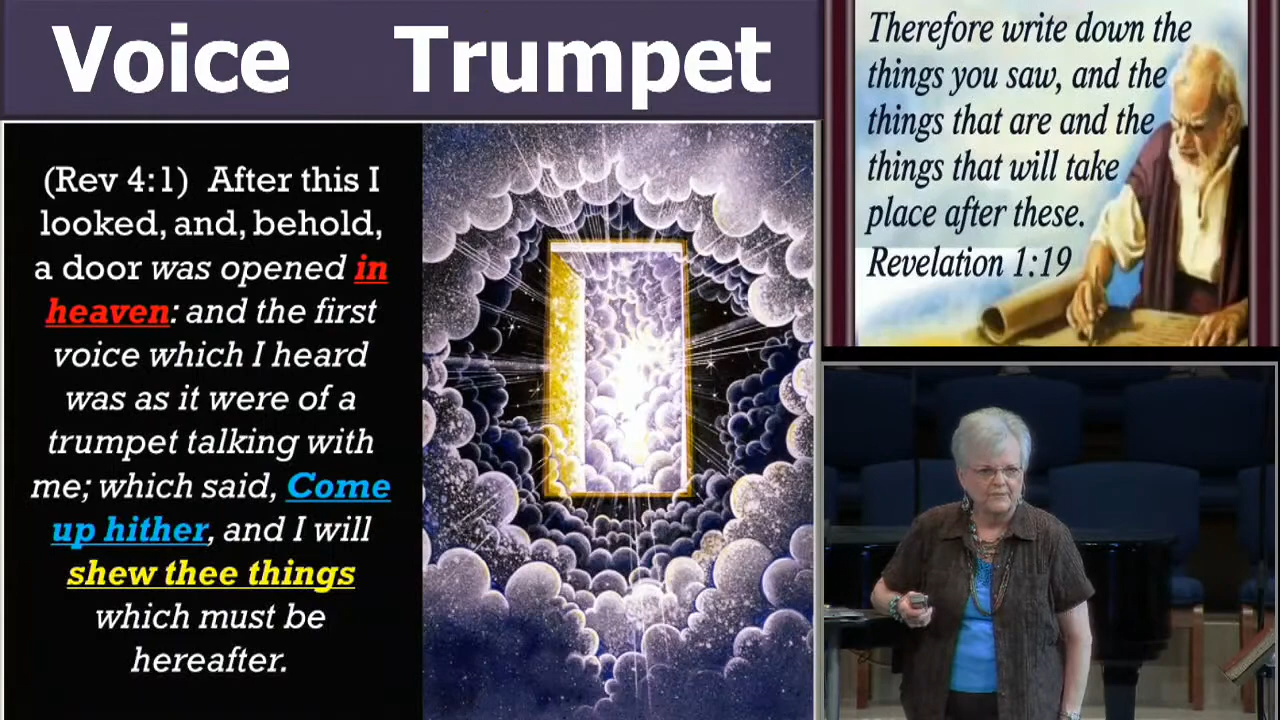 Voice Trumpet
(Rev 4:1) After this I
looked, and, behold,
a door was opened in
heaven: and the first
voice which I heard
was as it were of a
trumpet talking with
me; which said, Come
up hither, and I will
shew thee things
which must be
hereafter.
Therefore write down the
things you saw, and the
things that are and the
things that will take
place after these.
Revelation 1:19